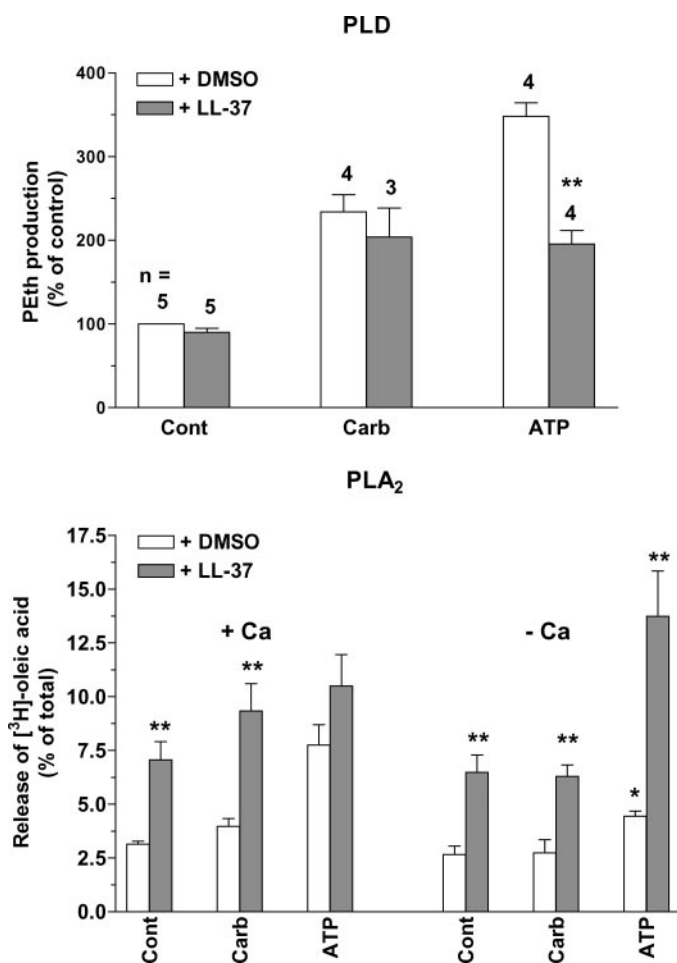 PLD
+ DMSO
+ LL-37
PEth production
(% of control)
400
350
250
200
100
0
n =
5
5
4
3
4
**
4
Cont
Carb
ATP
PLA2
+ DMSO
+ LL-37
Release of [3H]-oleic acid
(% of total)
17.5
15.0
12.5
10.0
7.5
5.0
2.5
0.0
+ Ca
- Ca
**
**
**
**
*
**
Cont
Carb
ATP
Cont
Carb
ATP